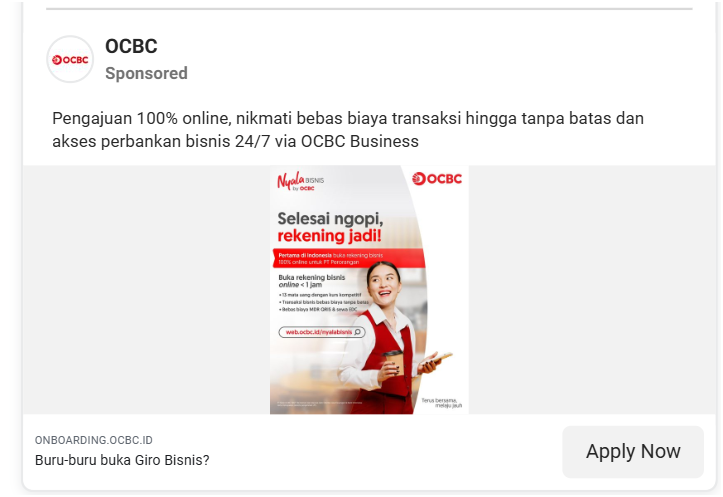 OCBC
OCBC
Sponsored
Pengajuan 100% online, nikmati bebas biaya transaksi hingga tanpa batas dan
akses perbankan bisnis 24/7 via OCBC Business
Nyala BISNIS
by OCBC
OCBC
Selesai ngopi,
rekening jadi!
Pertama di Indonesia buka rekening bisnis
100% online untuk PT Perorangan
Buka rekening bisnis
online < 1 jam
• 13 mata uang dengan kurs kompetitif
• Transaksi bisnis bebas biaya tanpa batas
• Bebas biaya MDR QRIS & sewa EDC
web.ocbc.id/nyalabisnis
Terus bersama,
melaju jauh
ONBOARDING.OCBC.ID
Buru-buru buka Giro Bisnis?
Apply Now